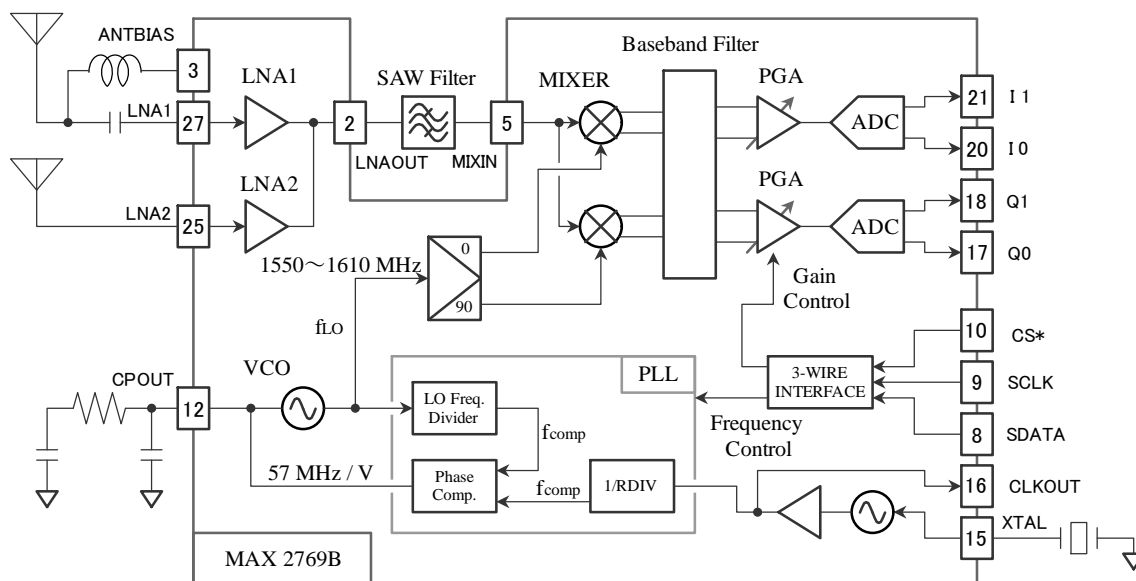 ANTBIAS
3
LNA1
27
LNA1
2
LNAOUT
SAW Filter
MIXIN
5
MIXER
Baseband Filter
PGA
ADC
21
I1
20
I0
LNA2
25
LNA2
PGA
ADC
18
Q1
17
Q0
1550～1610 MHz
0
90
fLO
Gain
Control
10
CS*
3-WIRE
INTERFACE
9
SCLK
8
SDATA
Frequency
Control
CPOUT
12
VCO
PLL
LO Freq.
Divider
fcomp
57 MHz / V
Phase
Comp.
fcomp
1/RDIV
16
CLKOUT
15
XTAL
MAX 2769B